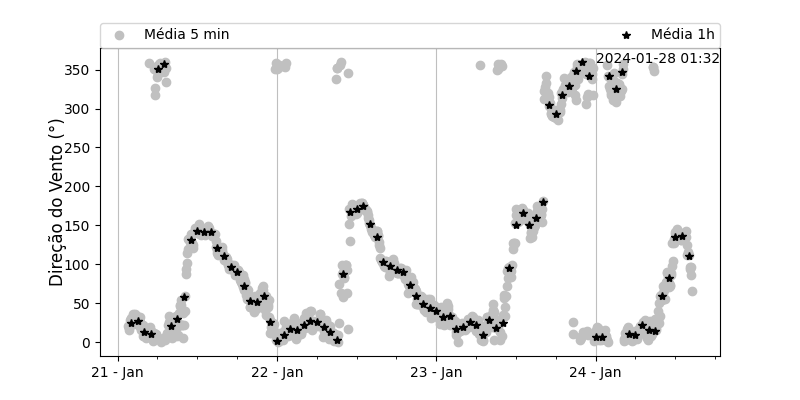 Média 5 min
Média 1h
2024-01-28 01:32
Direção do Vento (°)
350
300
250
200
150
100
50
0
21 - Jan
22 - Jan
23 - Jan
24 - Jan